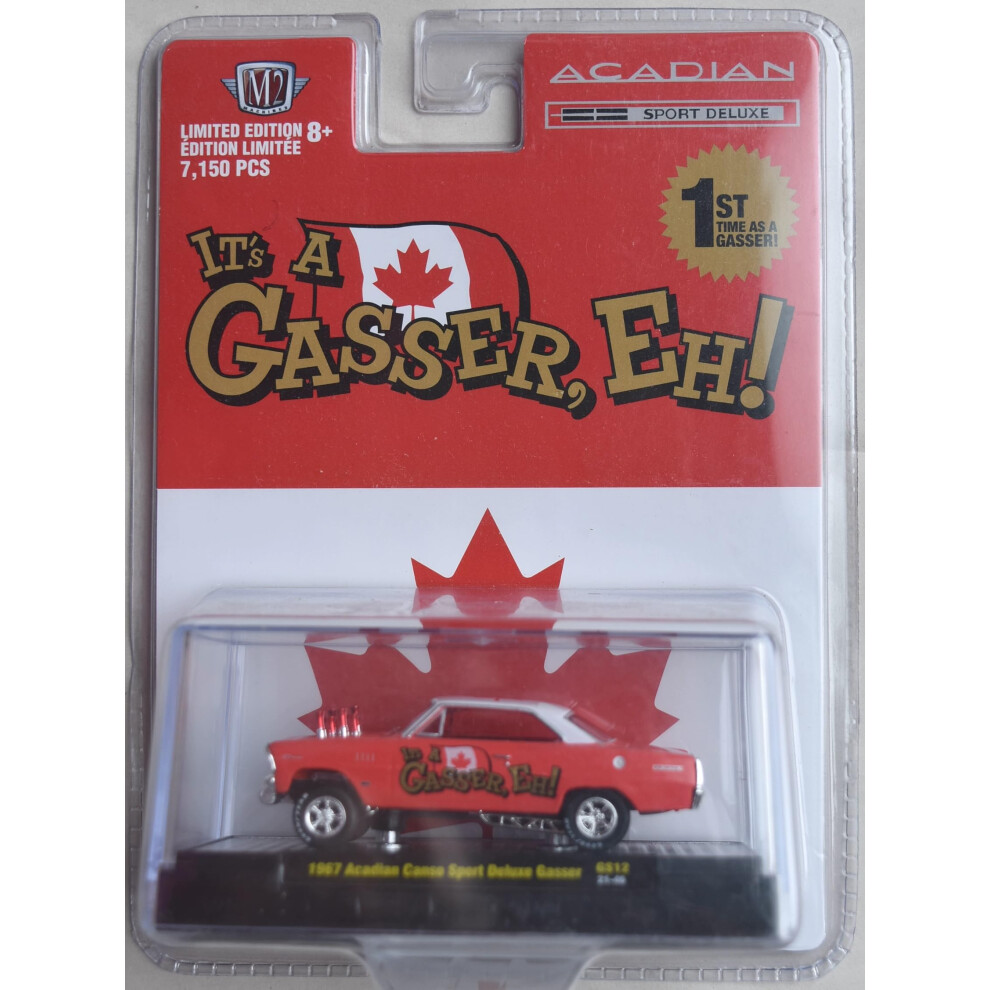 M2
MACHINES
LIMITED EDITION 8+
ÉDITION LIMITÉE
7,150 PCS
ACADIAN
SPORT DELUXE
1ST
TIME AS A
GASSER!
IT'S A
GASSER, EH!
IT'S A
GASSER, EH!
1967 Acadian Canso Sport Deluxe Gasser GS12